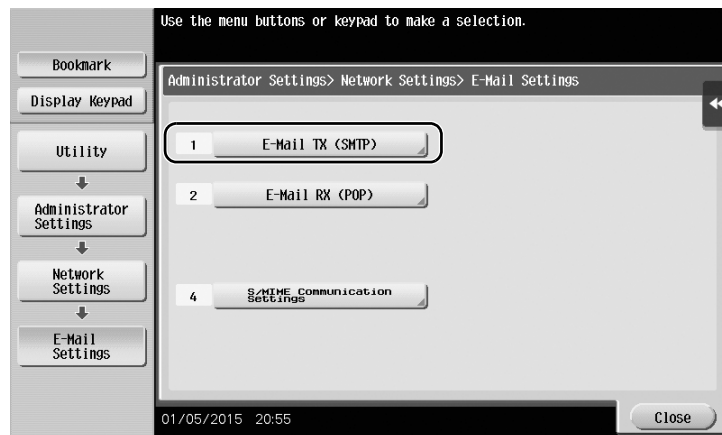 Use the menu buttons or keypad to make a selection.
Bookmark
Display Keypad
Utility
Administrator
Settings
Network
Settings
E-Mail
Settings
Administrator Settings> Network Settings> E-Mail Settings
1 E-Mail TX (SMTP)
2 E-Mail RX (POP)
4 S/MIME Communication
Settings
01/05/2015 20:55
Close